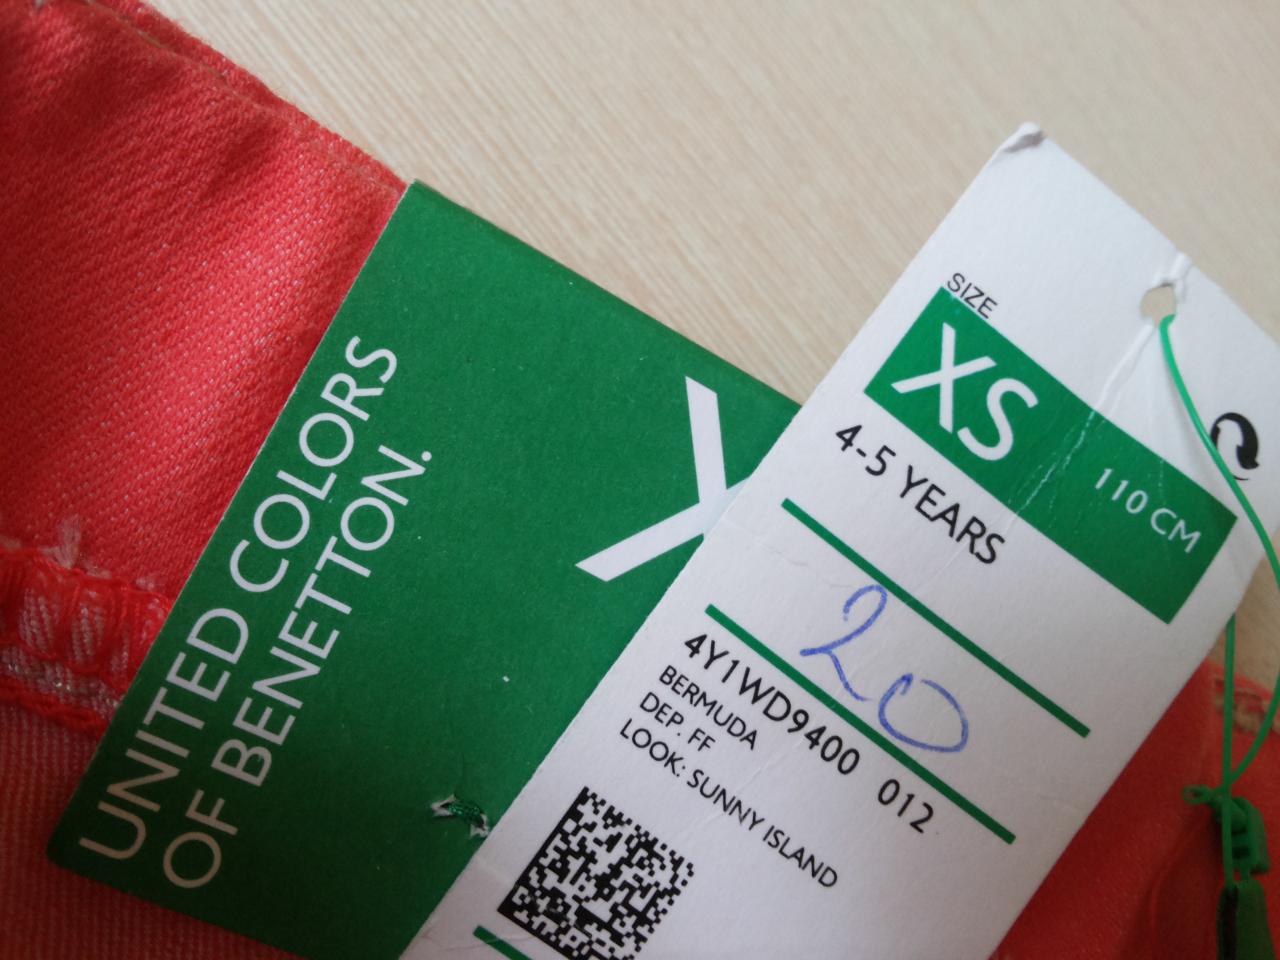 UNITED COLORS
OF BENETTON.
X
SIZE
XS 110 CM
4-5 YEARS
20
4Y1WD9400 012
BERMUDA
DEP. FF
LOOK: SUNNY ISLAND